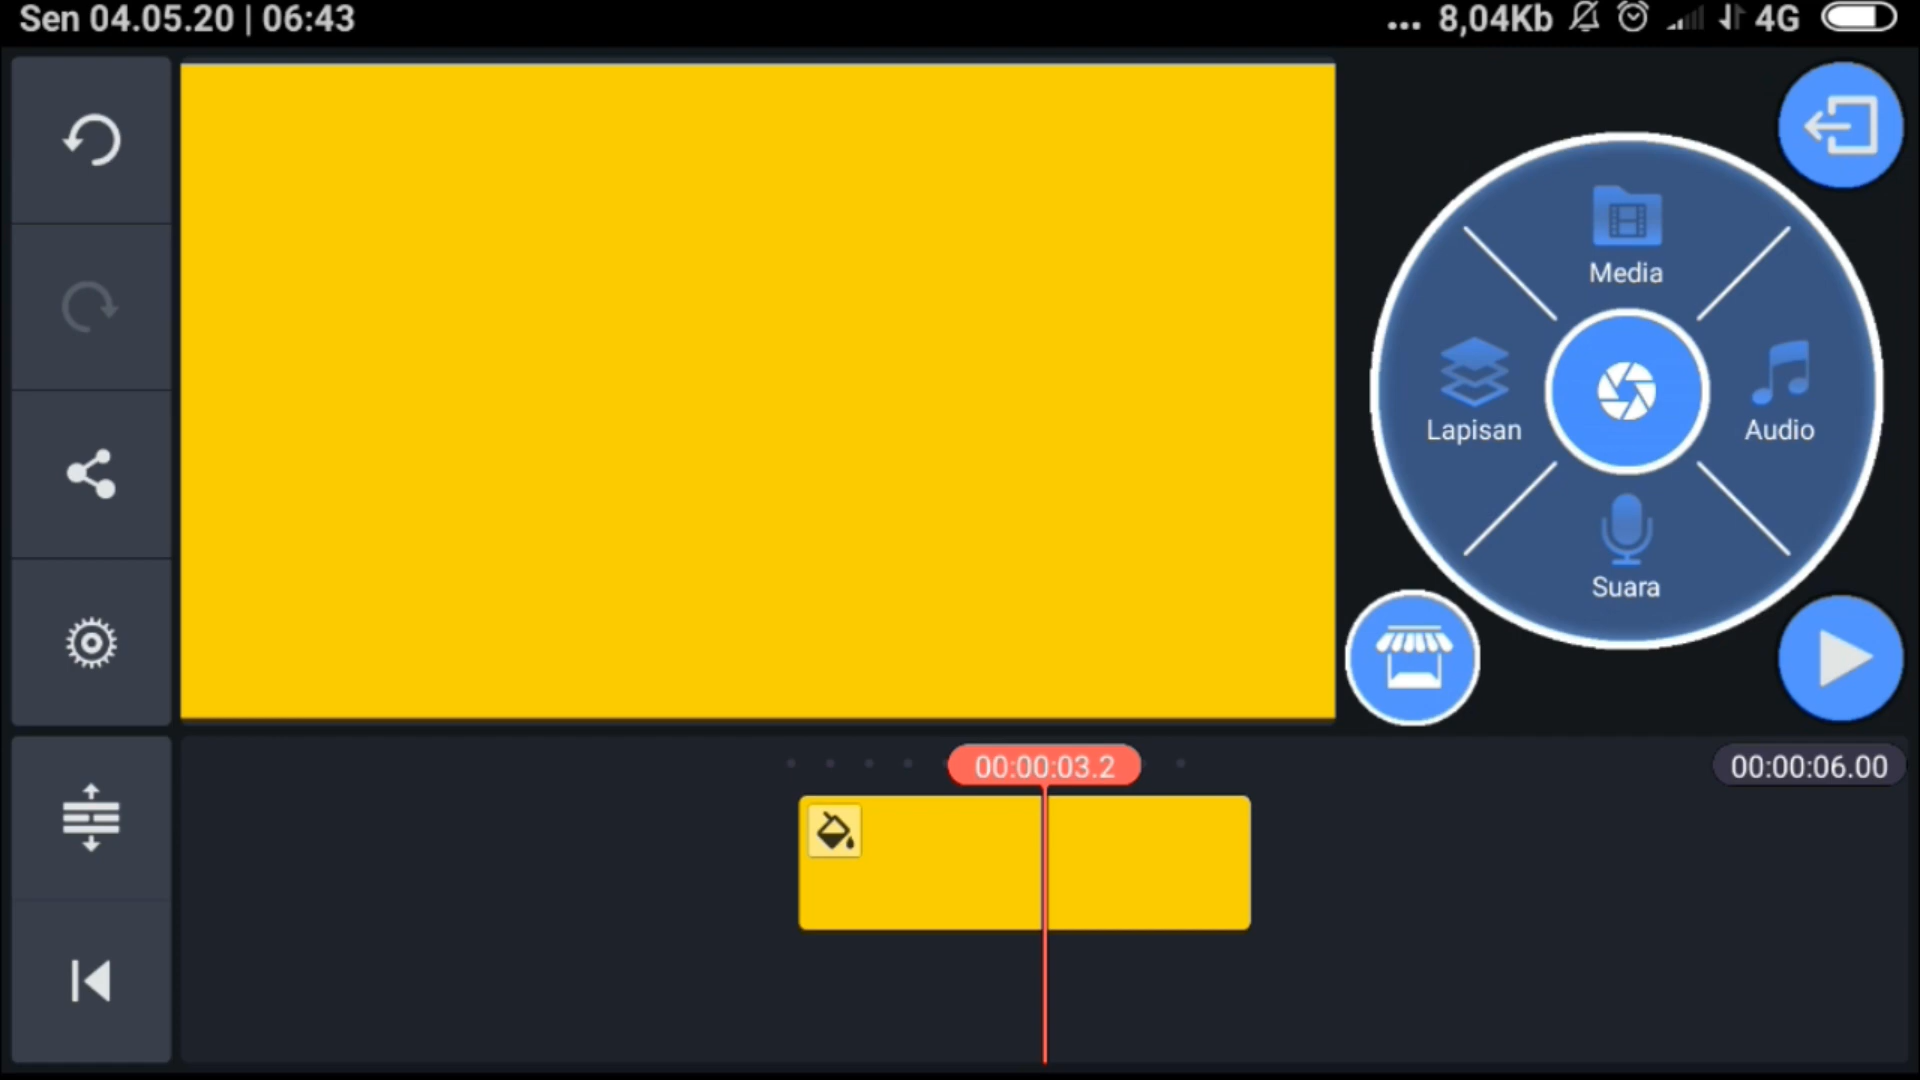 Sen 04.05.20 | 06:43
... 8,04Kb 4G
Media
Lapisan
Audio
Suara
00:00:03.2
00:00:06.00